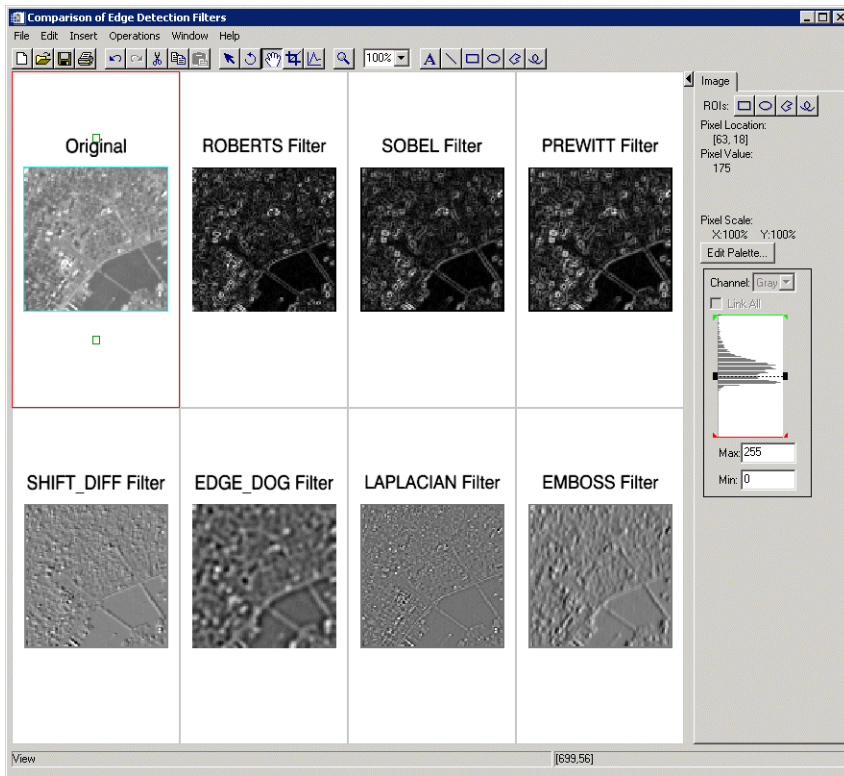 Comparison of Edge Detection Filters
File Edit Insert Operations Window Help
100% A
Original
ROBERTS Filter
SOBEL Filter
PREWITT Filter
SHIFT_DIFF Filter
EDGE_DOG Filter
LAPLACIAN Filter
EMBOSS Filter
Image
ROIs:
Pixel Location:
[63, 18]
Pixel Value:
175
Pixel Scale:
X:100% Y:100%
Edit Palette...
Channel: Gray
Link All
Max: 255
Min: 0
View
[699,56]